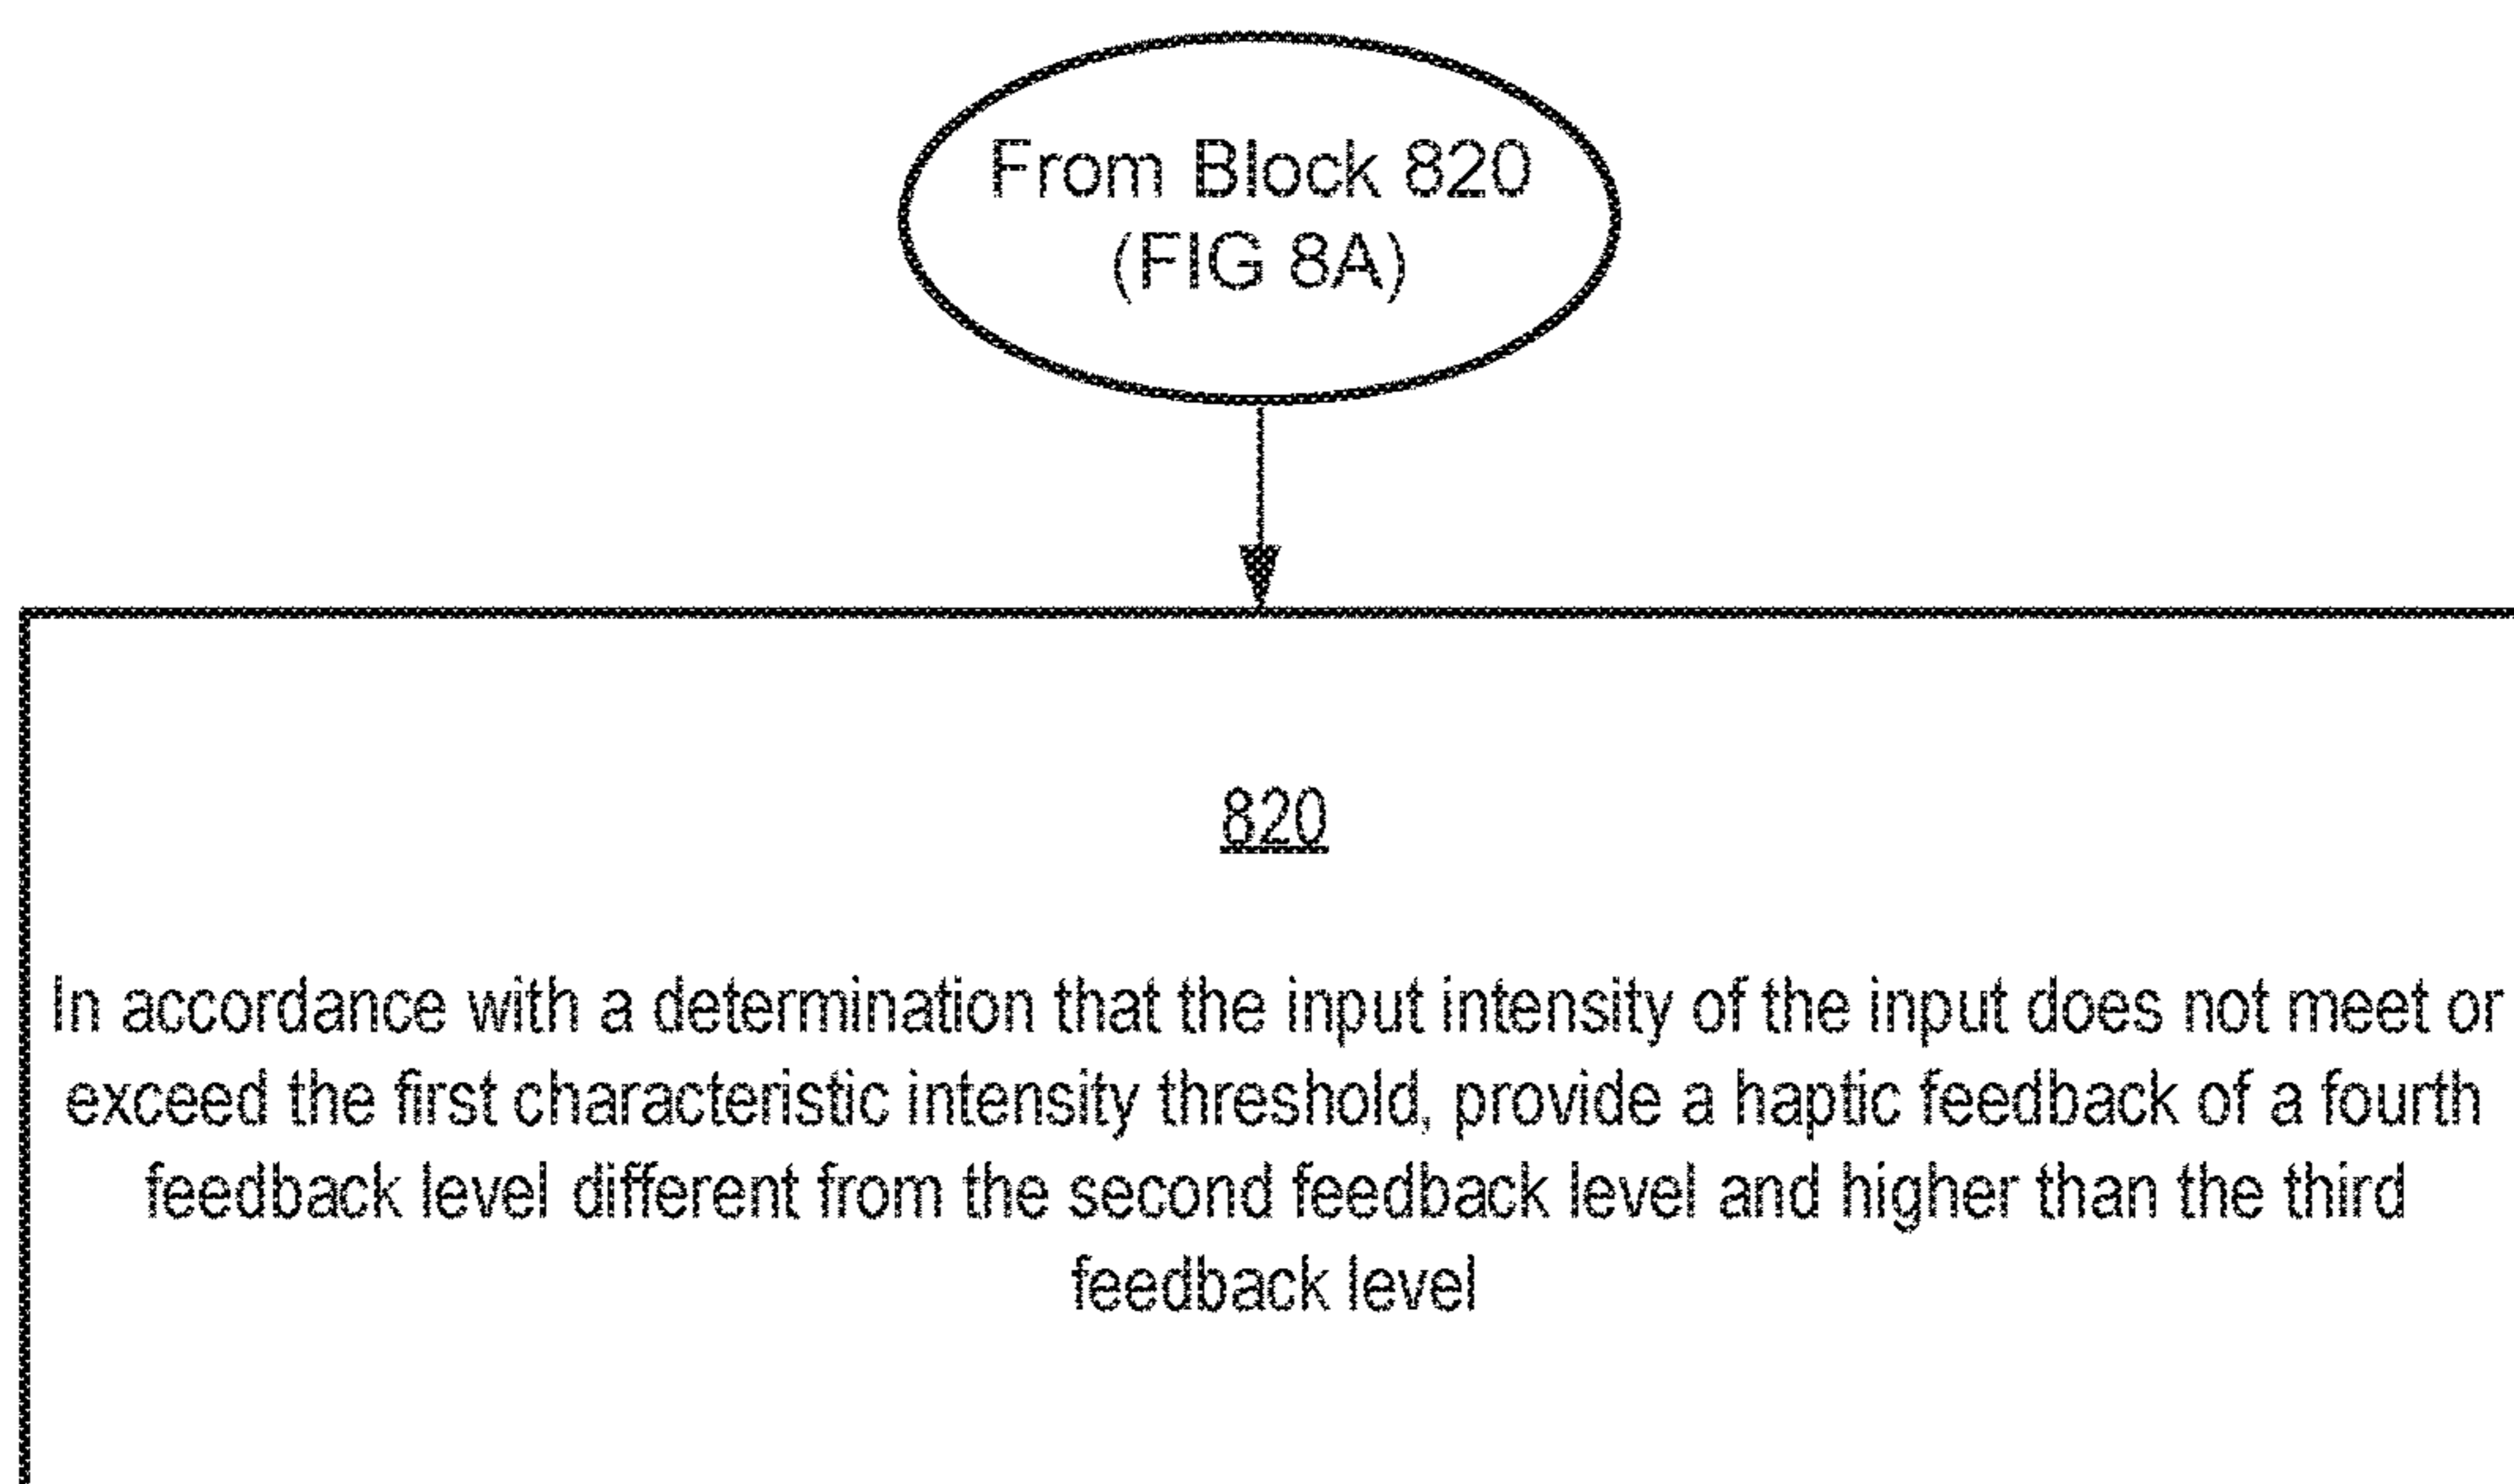 From Block 820
(FIG 8A)
820
In accordance with a determination that the input intensity of the input does not meet or
exceed the first characteristic intensity threshold, provide a haptic feedback of a fourth
feedback level different from the second feedback level and higher than the third
feedback level